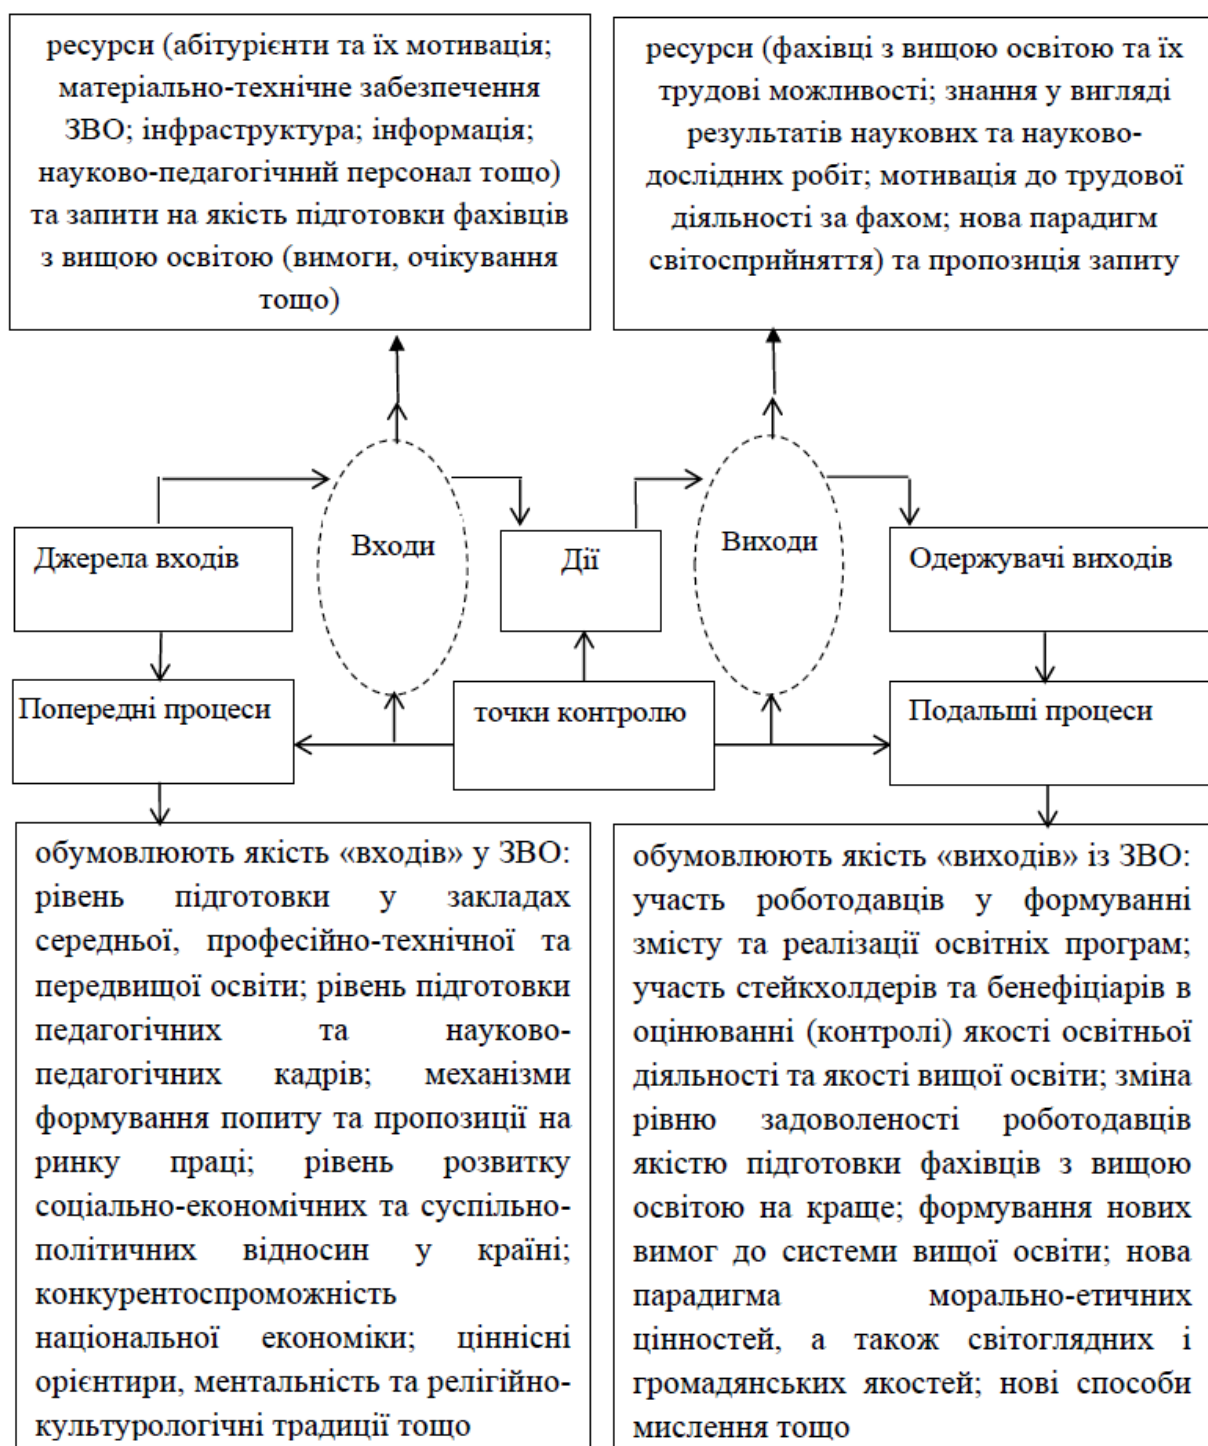 ресурси (абітурієнти та їх мотивація;
матеріально-технічне забезпечення
ЗВО; інфраструктура; інформація;
науково-педагогічний персонал тощо)
та запити на якість підготовки фахівців
з вищою освітою (вимоги, очікування
тощо)
ресурси (фахівці з вищою освітою та їх
трудові можливості; знання у вигляді
результатів наукових та науково-
дослідних робіт; мотивація до трудової
діяльності за фахом; нова парадигм
світосприйняття) та пропозиція запиту
Джерела входів
Входи
Дії
Виходи
Одержувачі виходів
Попередні процеси
точки контролю
Подальші процеси
обумовлюють якість «входів» у ЗВО:
рівень підготовки у закладах
середньої, професійно-технічної та
передвищої освіти; рівень підготовки
педагогічних та науково-
педагогічних кадрів; механізми
формування попиту та пропозиції на
ринку праці; рівень розвитку
соціально-економічних та суспільно-
політичних відносин у країні;
конкурентоспроможність
національної економіки; ціннісні
орієнтири, ментальність та релігійно-
культурологічні традиції тощо
обумовлюють якість «виходів» із ЗВО:
участь роботодавців у формуванні
змісту та реалізації освітніх програм;
участь стейкхолдерів та бенефіціарів в
оцінюванні (контролі) якості освітньої
діяльності та якості вищої освіти; зміна
рівню задоволеності роботодавців
якістю підготовки фахівців з вищою
освітою на краще; формування нових
вимог до системи вищої освіти; нова
парадигма морально-етичних
цінностей, а також світоглядних і
громадянських якостей; нові способи
мислення тощо